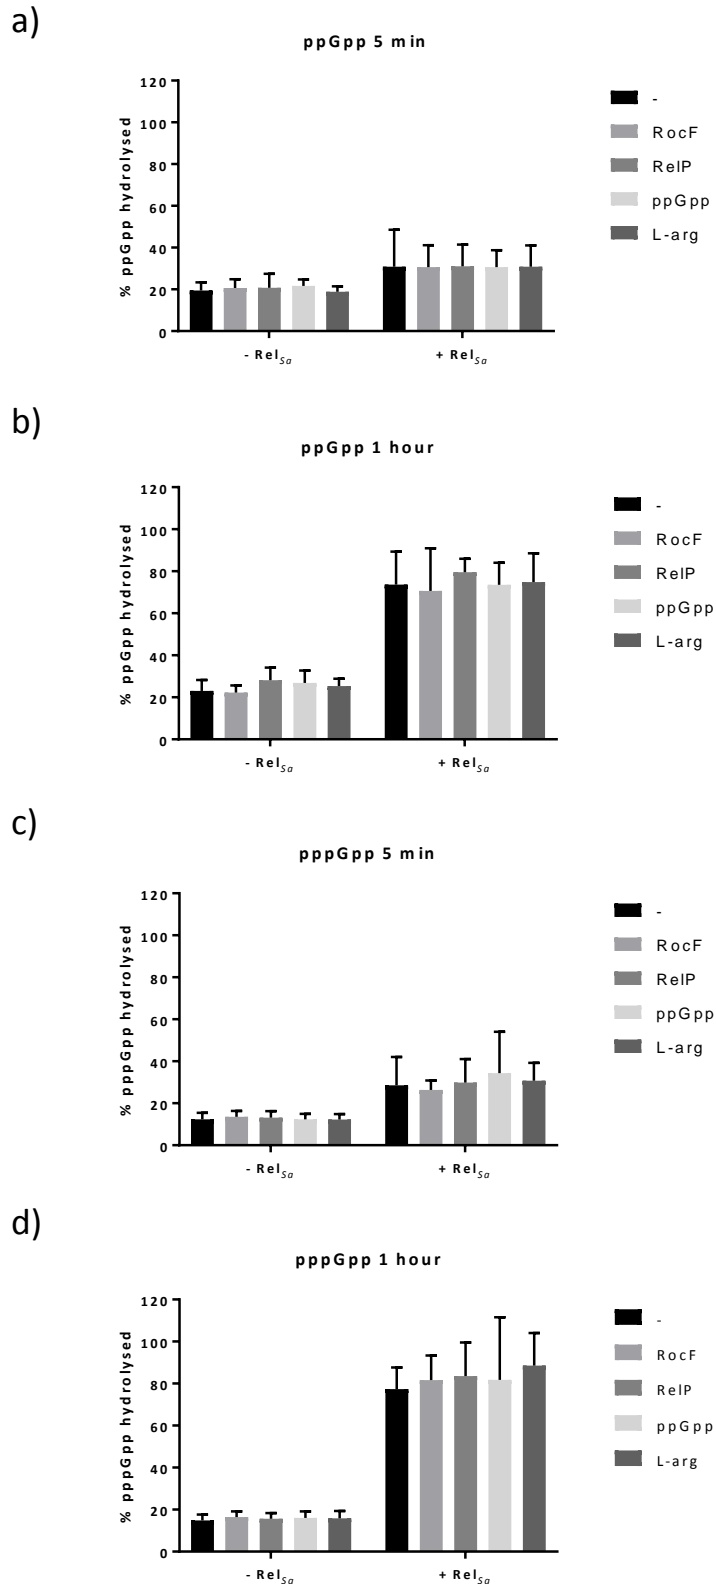 a)
ppGpp 5 min
% ppGpp hydrolysed
120
100
80
60
40
20
0
- Rel Sa
+ Rel Sa
-
RocF
RelP
ppGpp
L-arg
b)
ppGpp 1 hour
% ppGpp hydrolysed
120
100
80
60
40
20
0
- Rel Sa
+ Rel Sa
-
RocF
RelP
ppGpp
L-arg
c)
pppGpp 5 min
% pppGpp hydrolysed
120
100
80
60
40
20
0
- Rel Sa
+ Rel Sa
-
RocF
RelP
ppGpp
L-arg
d)
pppGpp 1 hour
% pppGpp hydrolysed
120
100
80
60
40
20
0
- Rel Sa
+ Rel Sa
-
RocF
RelP
ppGpp
L-arg